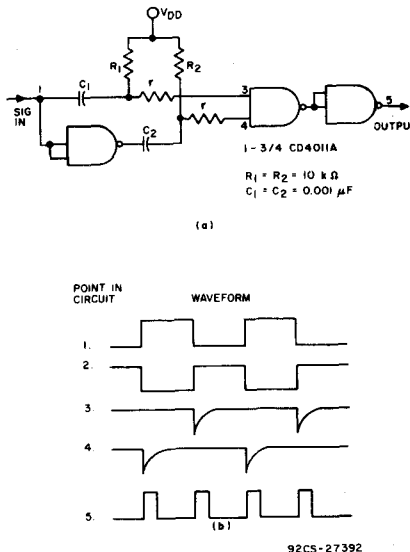 VDD
R1
R2
1
C1
r
3
5
SIG
IN
r
4
OUTPUT
C2
1-3/4 CD4011A
R1 = R2 = 10 kΩ
C1 = C2 = 0.001 µF
(a)
POINT IN
CIRCUIT
WAVEFORM
1.
2.
3.
4.
5.
(b)
92CS-27392